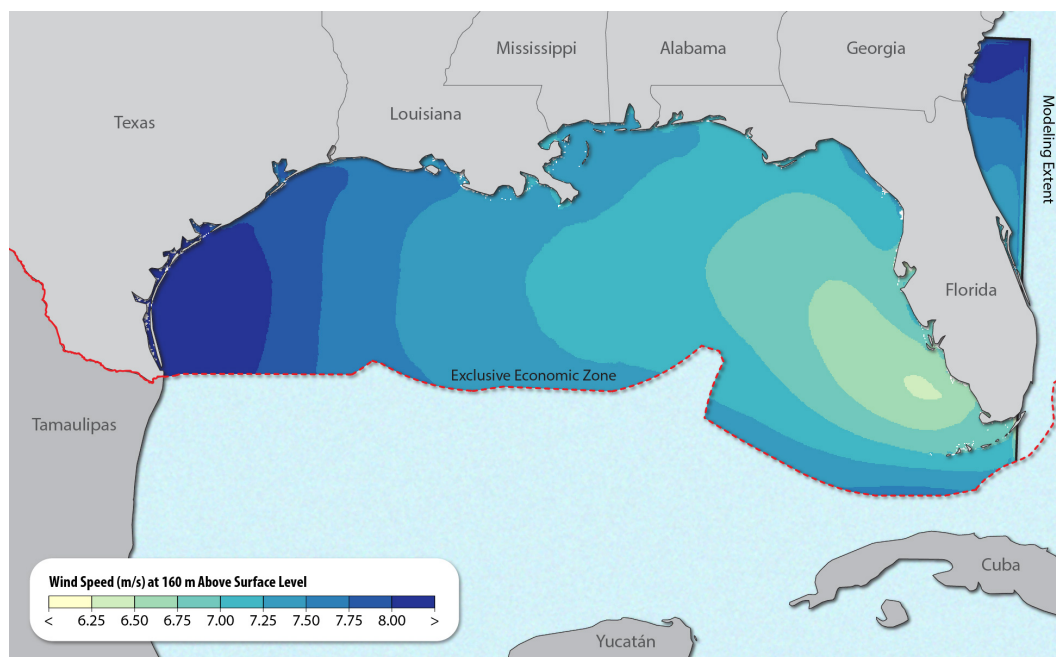 Mississippi
Alabama
Georgia
Texas
Louisiana
Modeling Extent
Florida
Exclusive Economic Zone
Tamaulipas
Cuba
Yucatán
Wind Speed (m/s) at 160 m Above Surface Level
< 6.25 6.50 6.75 7.00 7.25 7.50 7.75 8.00 >